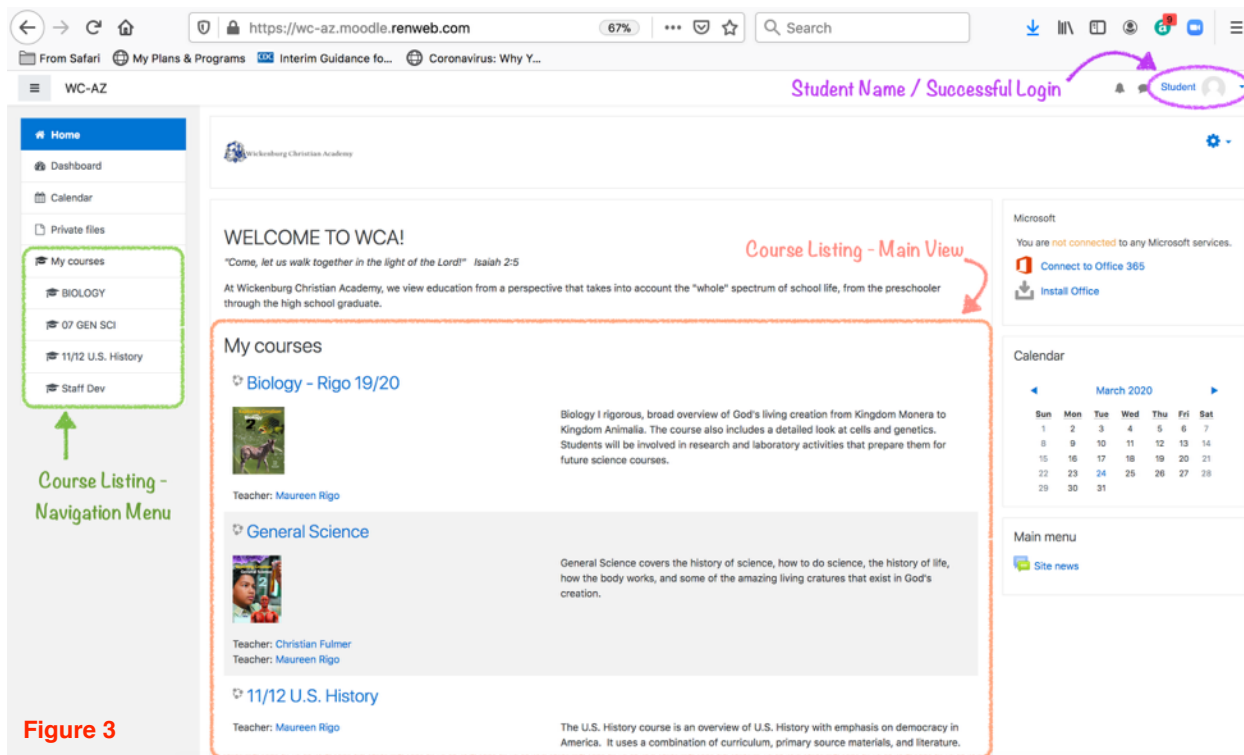 https://wc-az.moodle.renweb.com
67%
Search
9
From Safari
My Plans & Programs
CDC
Interim Guidance fo...
Coronavirus: Why Y...
WC-AZ
Student Name / Successful Login
Student
Home
Dashboard
Calendar
Private files
My courses
BIOLOGY
07 GEN SCI
11/12 U.S. History
Staff Dev
Course Listing -
Navigation Menu
Wickenburg Christian Academy
WELCOME TO WCA!
"Come, let us walk together in the light of the Lord!" Isaiah 2:5
At Wickenburg Christian Academy, we view education from a perspective that takes into account the "whole" spectrum of school life, from the preschooler
through the high school graduate.
Course Listing - Main View
My courses
Biology - Rigo 19/20
Biology
2
Biology I rigorous, broad overview of God's living creation from Kingdom Monera to
Kingdom Animalia. The course also includes a detailed look at cells and genetics.
Students will be involved in research and laboratory activities that prepare them for
future science courses.
Teacher: Maureen Rigo
General Science
2
General Science covers the history of science, how to do science, the history of life,
how the body works, and some of the amazing living cratures that exist in God's
creation.
Teacher: Christian Fulmer
Teacher: Maureen Rigo
11/12 U.S. History
Teacher: Maureen Rigo
The U.S. History course is an overview of U.S. History with emphasis on democracy in
America. It uses a combination of curriculum, primary source materials, and literature.
Microsoft
You are not connected to any Microsoft services.
Connect to Office 365
Install Office
Calendar
March 2020
Sun Mon Tue Wed Thu Fri Sat
1 2 3 4 5 6 7
8 9 10 11 12 13 14
15 16 17 18 19 20 21
22 23 24 25 26 27 28
29 30 31
Main menu
Site news
Figure 3